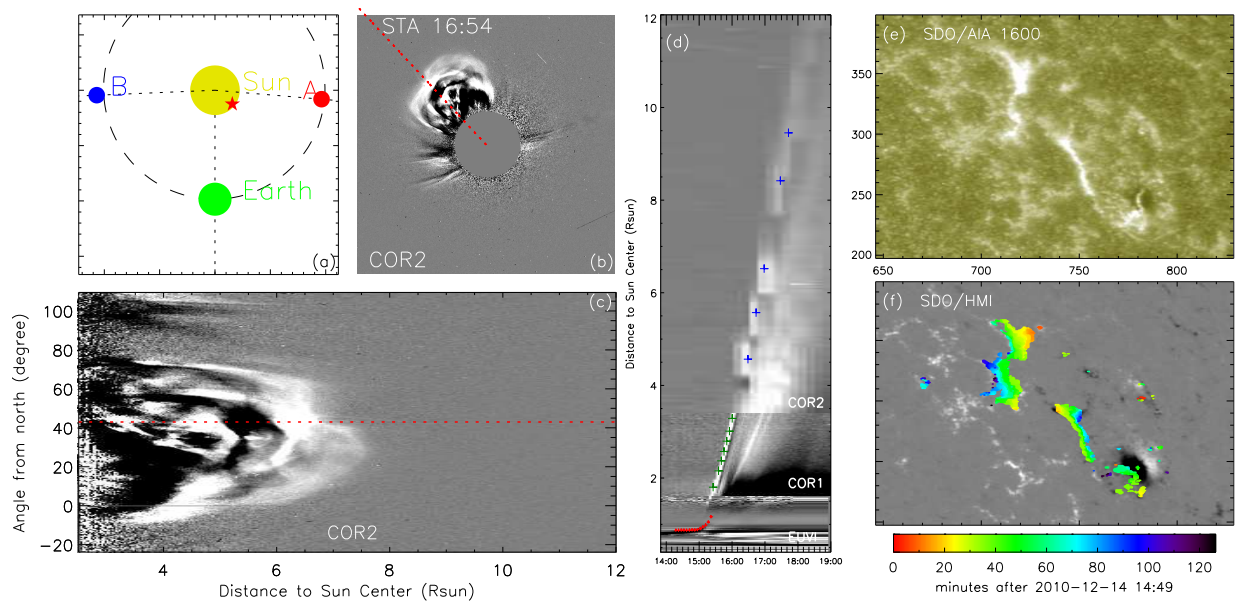 B
Sun
A
Earth
(a)
STA 16:54
COR2
(b)
(c)
100
80
60
40
20
0
−20
Angle from north (degree)
COR2
4
6
8
10
12
Distance to Sun Center (Rsun)
(d)
12
10
8
6
4
2
Distance to Sun Center (Rsun)
COR2
COR1
EUVI
14:00
15:00
16:00
17:00
18:00
19:00
(e) SDO/AIA 1600
350
300
250
200
650
700
750
800
(f) SDO/HMI
0
20
40
60
80
100
120
minutes after 2010−12−14 14:49